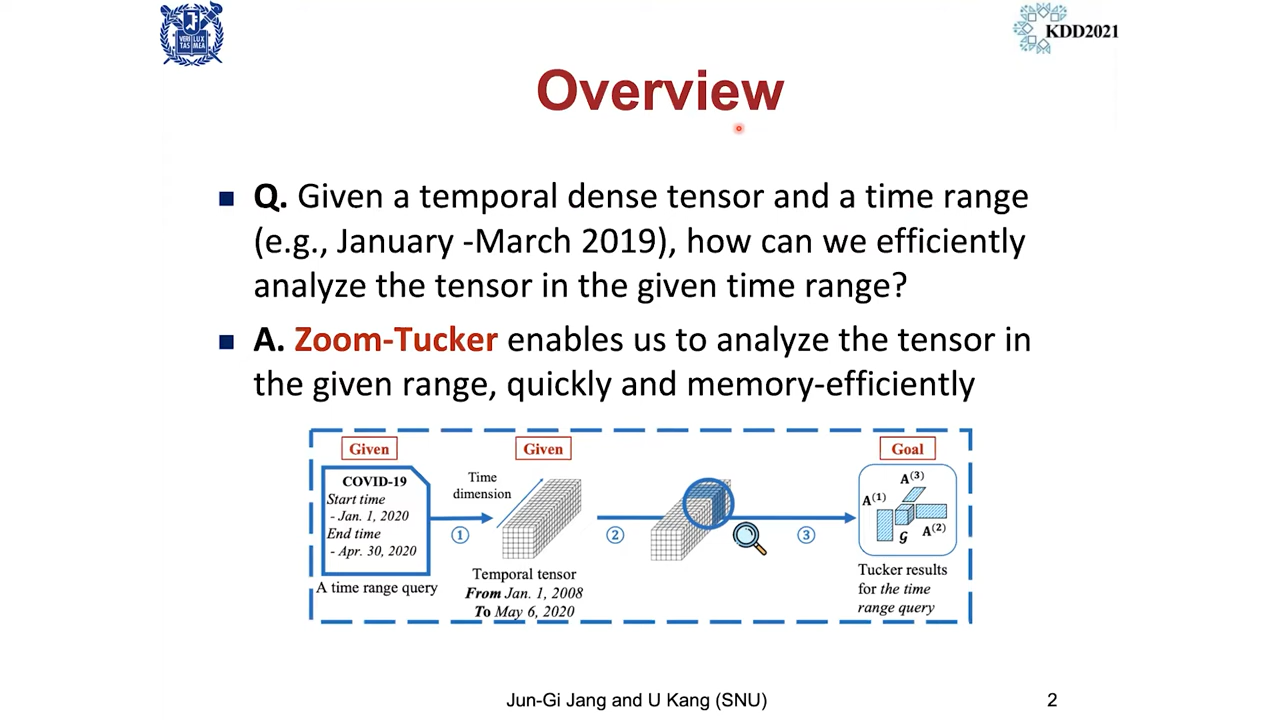 VERI LUX
TAS MEA
KDD2021
Overview
Q. Given a temporal dense tensor and a time range
(e.g., January -March 2019), how can we efficiently
analyze the tensor in the given time range?
A. Zoom-Tucker enables us to analyze the tensor in
the given range, quickly and memory-efficiently
Given
COVID-19
Start time
- Jan. 1, 2020
End time
- Apr. 30, 2020
A time range query
①
Given
Time
dimension
Temporal tensor
From Jan. 1, 2008
To May 6, 2020
②
③
Goal
A(3)
A(1)
G
A(2)
Tucker results
for the time
range query
Jun-Gi Jang and U Kang (SNU)
2